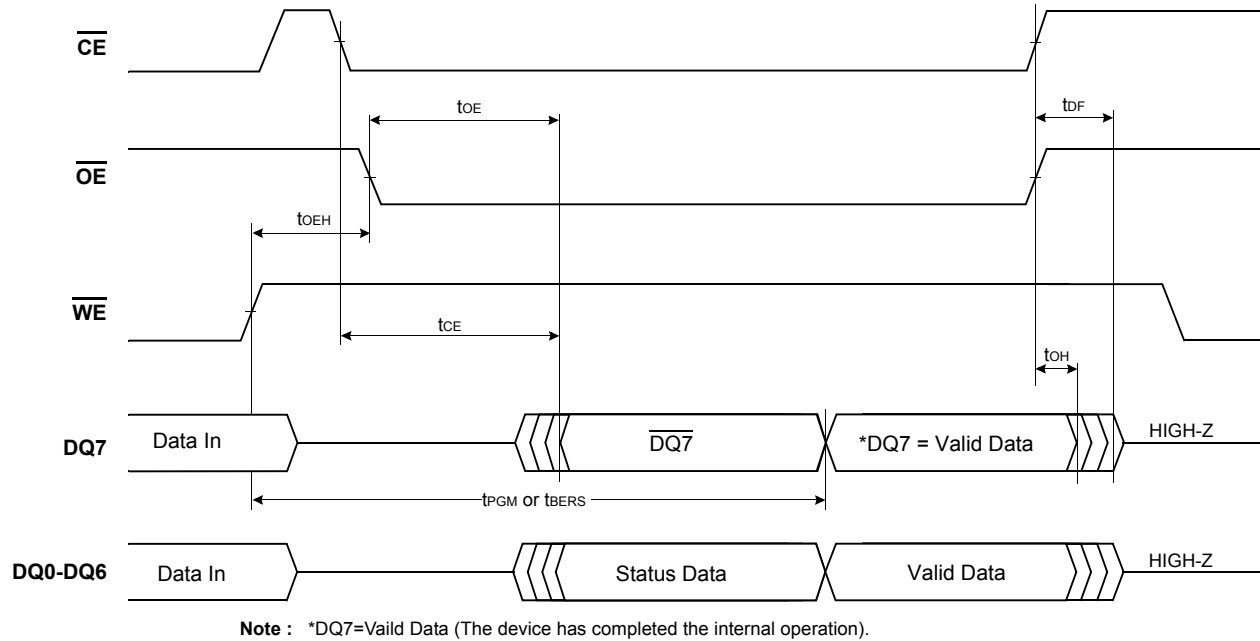 CE
tOE
tDF
OE
tOEH
WE
tCE
tOH
DQ7
Data In
DQ7
*DQ7 = Valid Data
HIGH-Z
tPGM or tBERS
DQ0-DQ6
Data In
Status Data
Valid Data
HIGH-Z
Note : *DQ7=Vaild Data (The device has completed the internal operation).